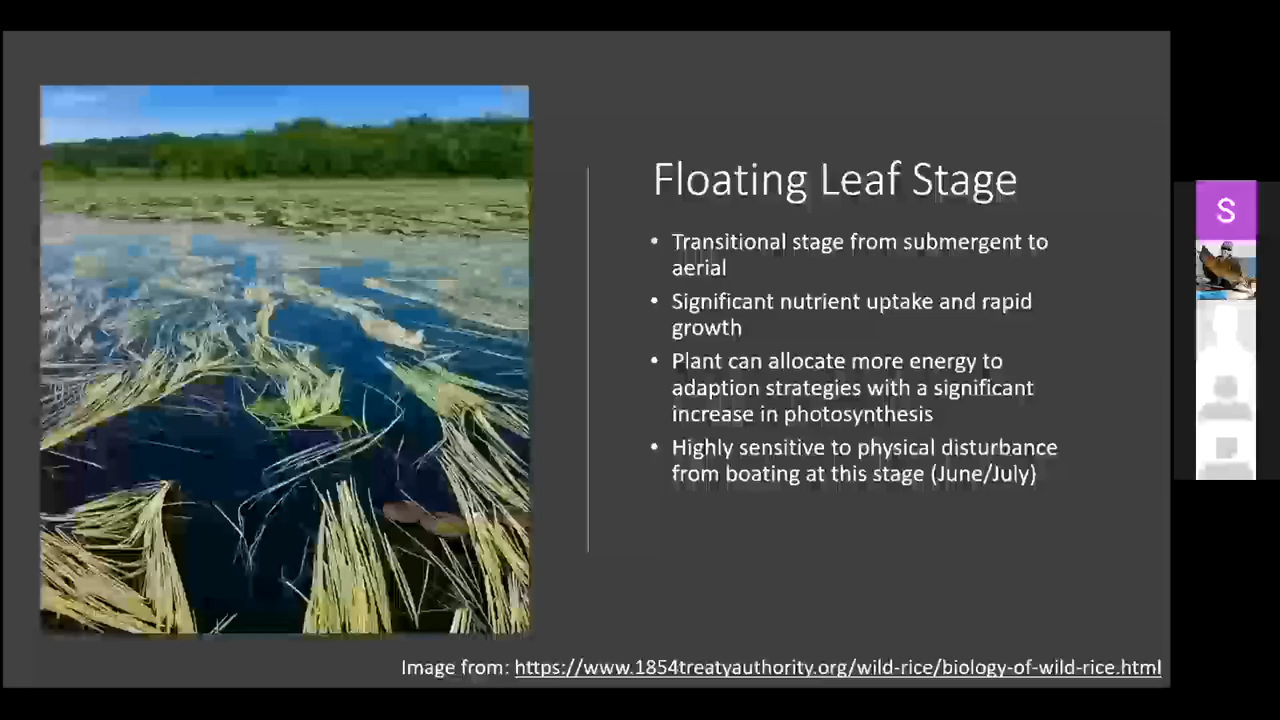 Floating Leaf Stage
• Transitional stage from submergent to
aerial
• Significant nutrient uptake and rapid
growth
• Plant can allocate more energy to
adaption strategies with a significant
increase in photosynthesis
• Highly sensitive to physical disturbance
from boating at this stage (June/July)
Image from: https://www.1854treatyauthority.org/wild-rice/biology-of-wild-rice.html
S